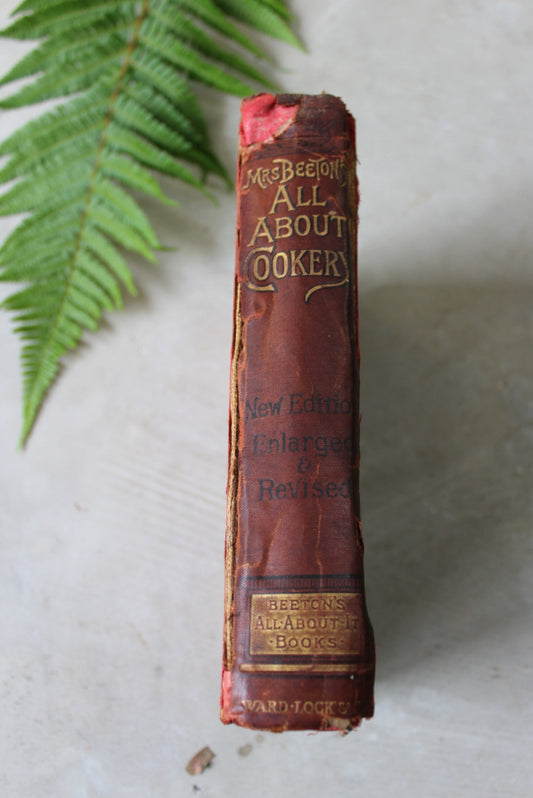 MRS BEETON'S
ALL
ABOUT
COOKERY
New Edition
Enlarged
&
Revised
BEETON'S
ALL·ABOUT·IT
·BOOKS·
WARD·LOCK &